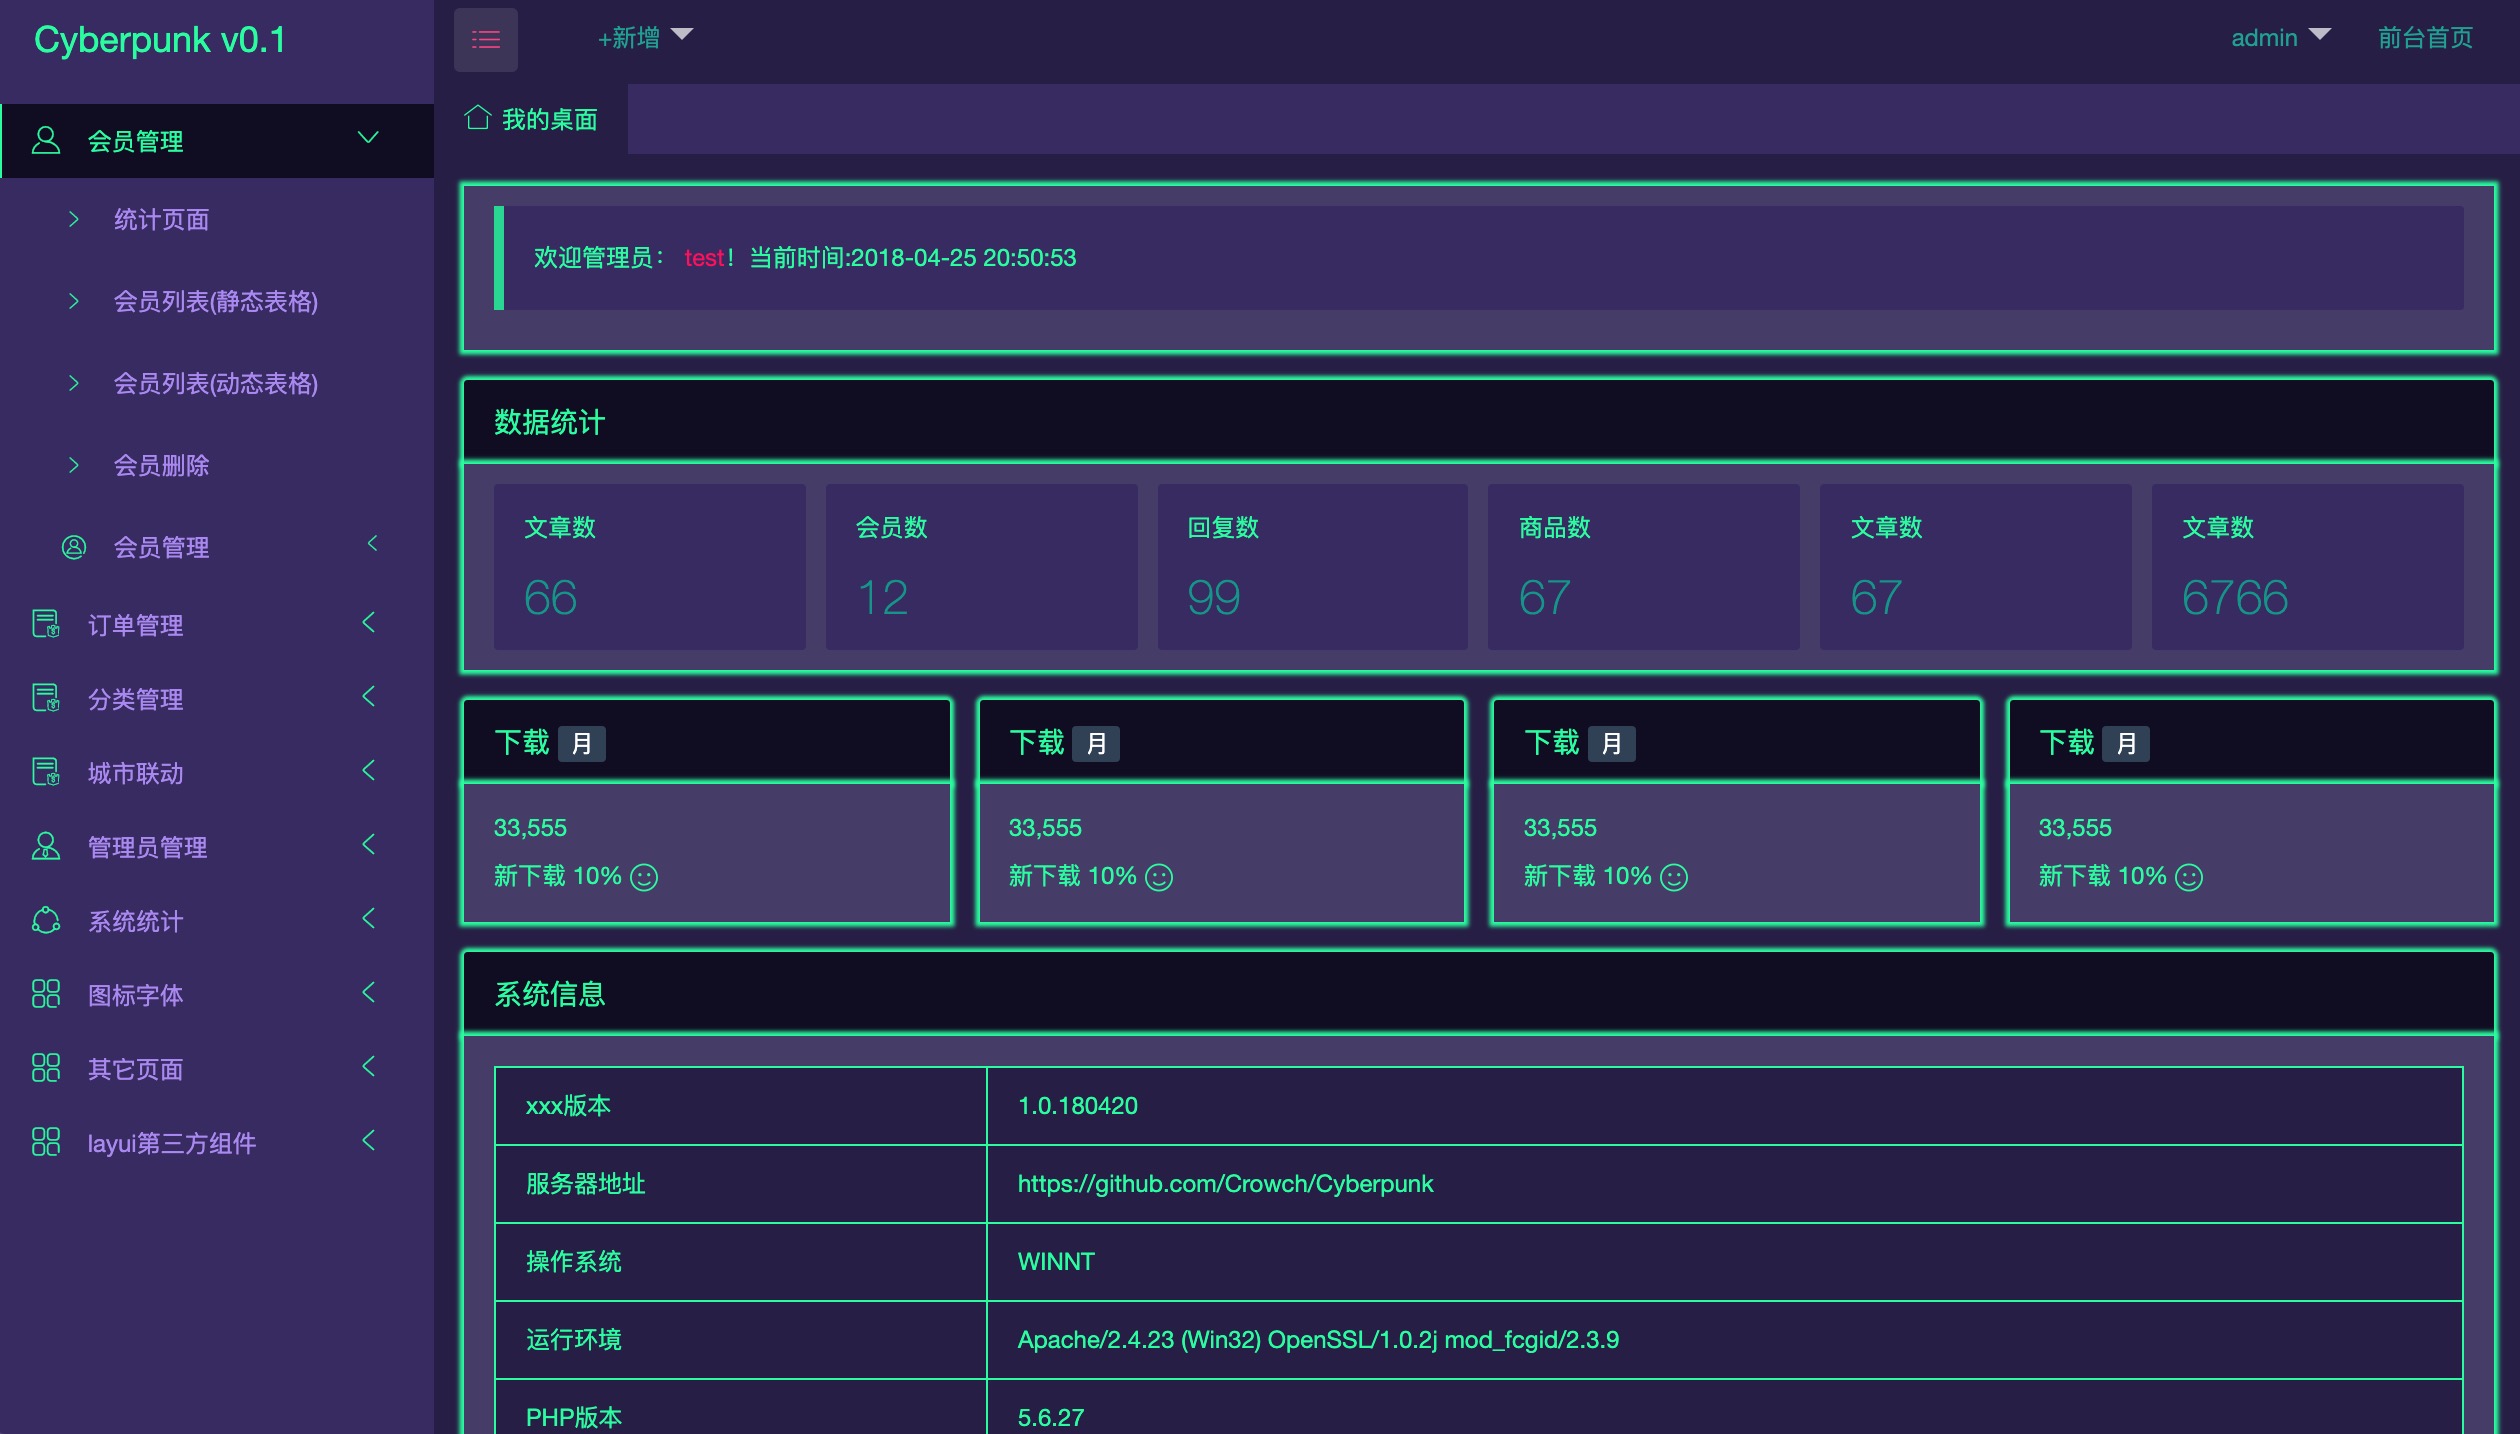 Cyberpunk v0.1
+新增
admin
前台首页
会员管理
统计页面
会员列表(静态表格)
会员列表(动态表格)
会员删除
会员管理
订单管理
分类管理
城市联动
管理员管理
系统统计
图标字体
其它页面
layui第三方组件
我的桌面
欢迎管理员： test！当前时间:2018-04-25 20:50:53
数据统计
文章数
66
会员数
12
回复数
99
商品数
67
文章数
67
文章数
6766
下载 月
33,555
新下载 10%
下载 月
33,555
新下载 10%
下载 月
33,555
新下载 10%
下载 月
33,555
新下载 10%
系统信息
xxx版本 1.0.180420
服务器地址 https://github.com/Crowch/Cyberpunk
操作系统 WINNT
运行环境 Apache/2.4.23 (Win32) OpenSSL/1.0.2j mod_fcgid/2.3.9
PHP版本 5.6.27